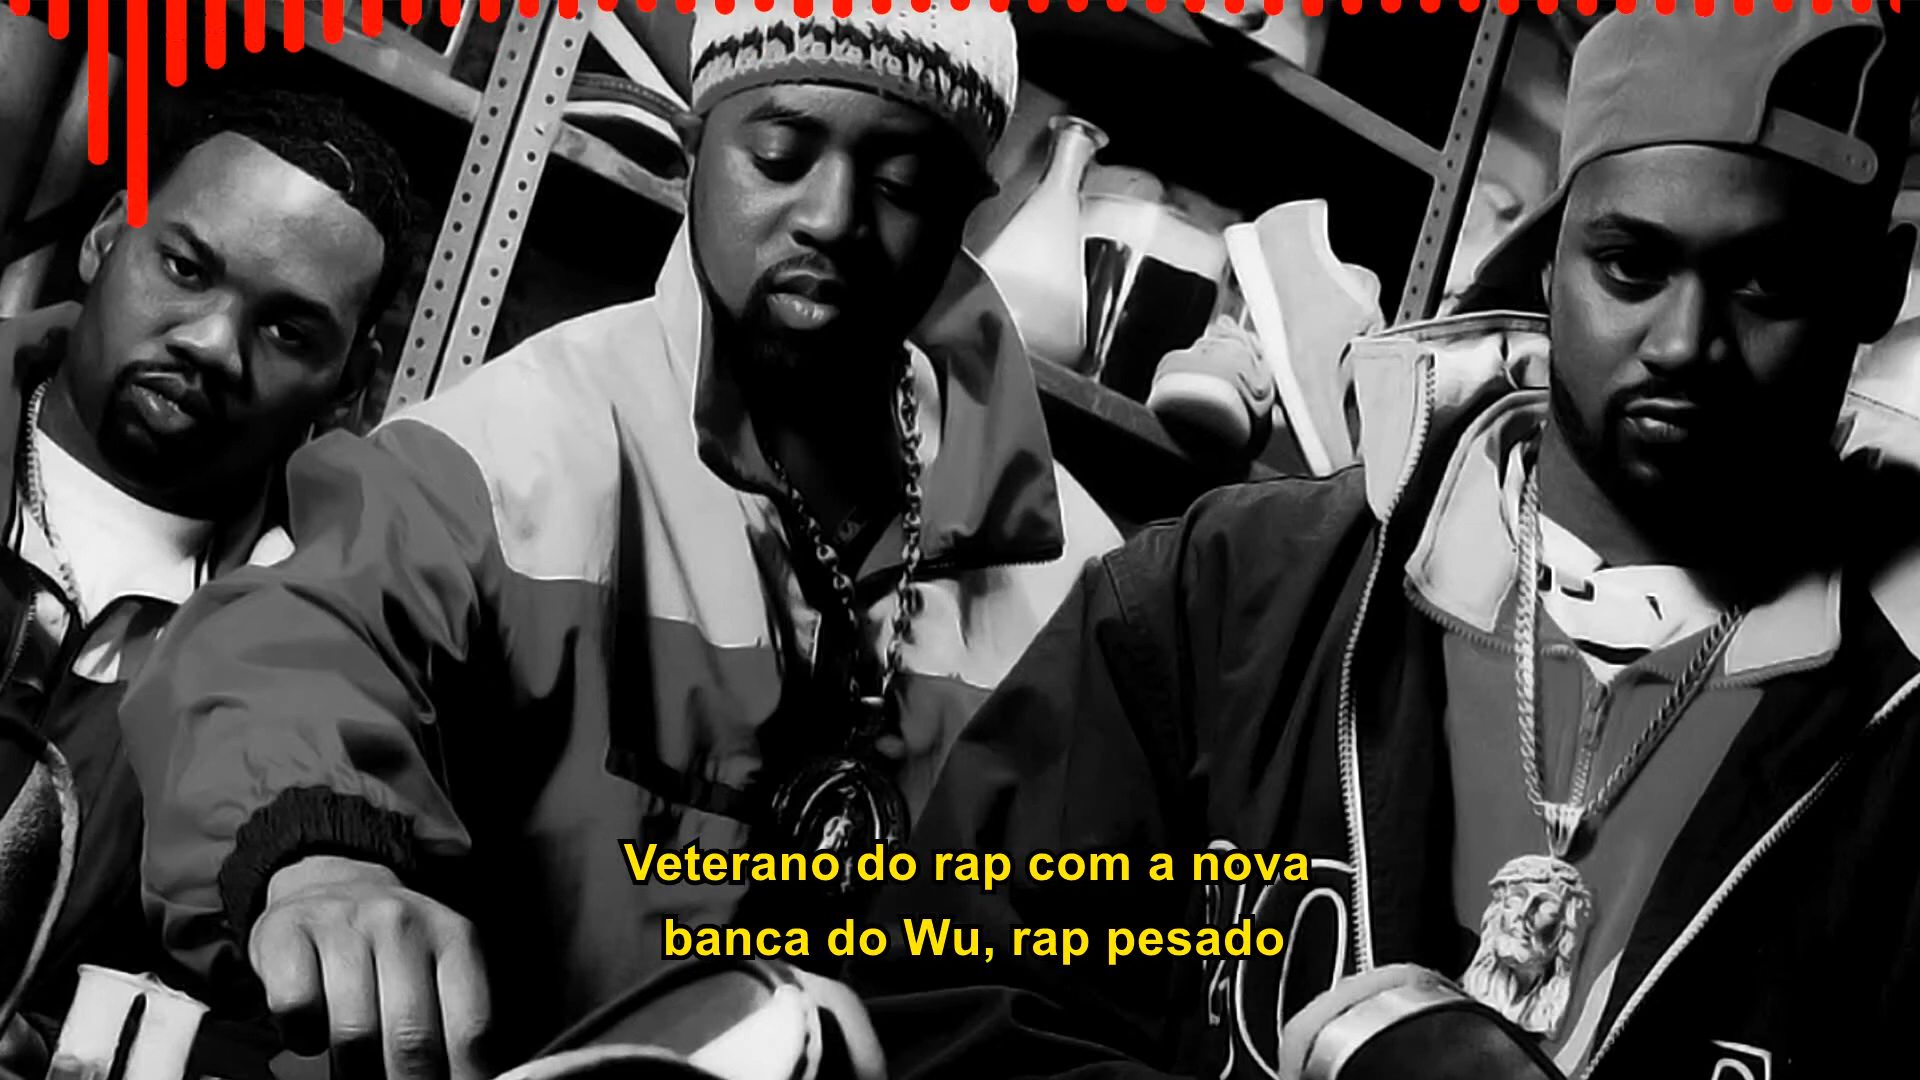 Veterano do rap com a nova
banca do Wu, rap pesado